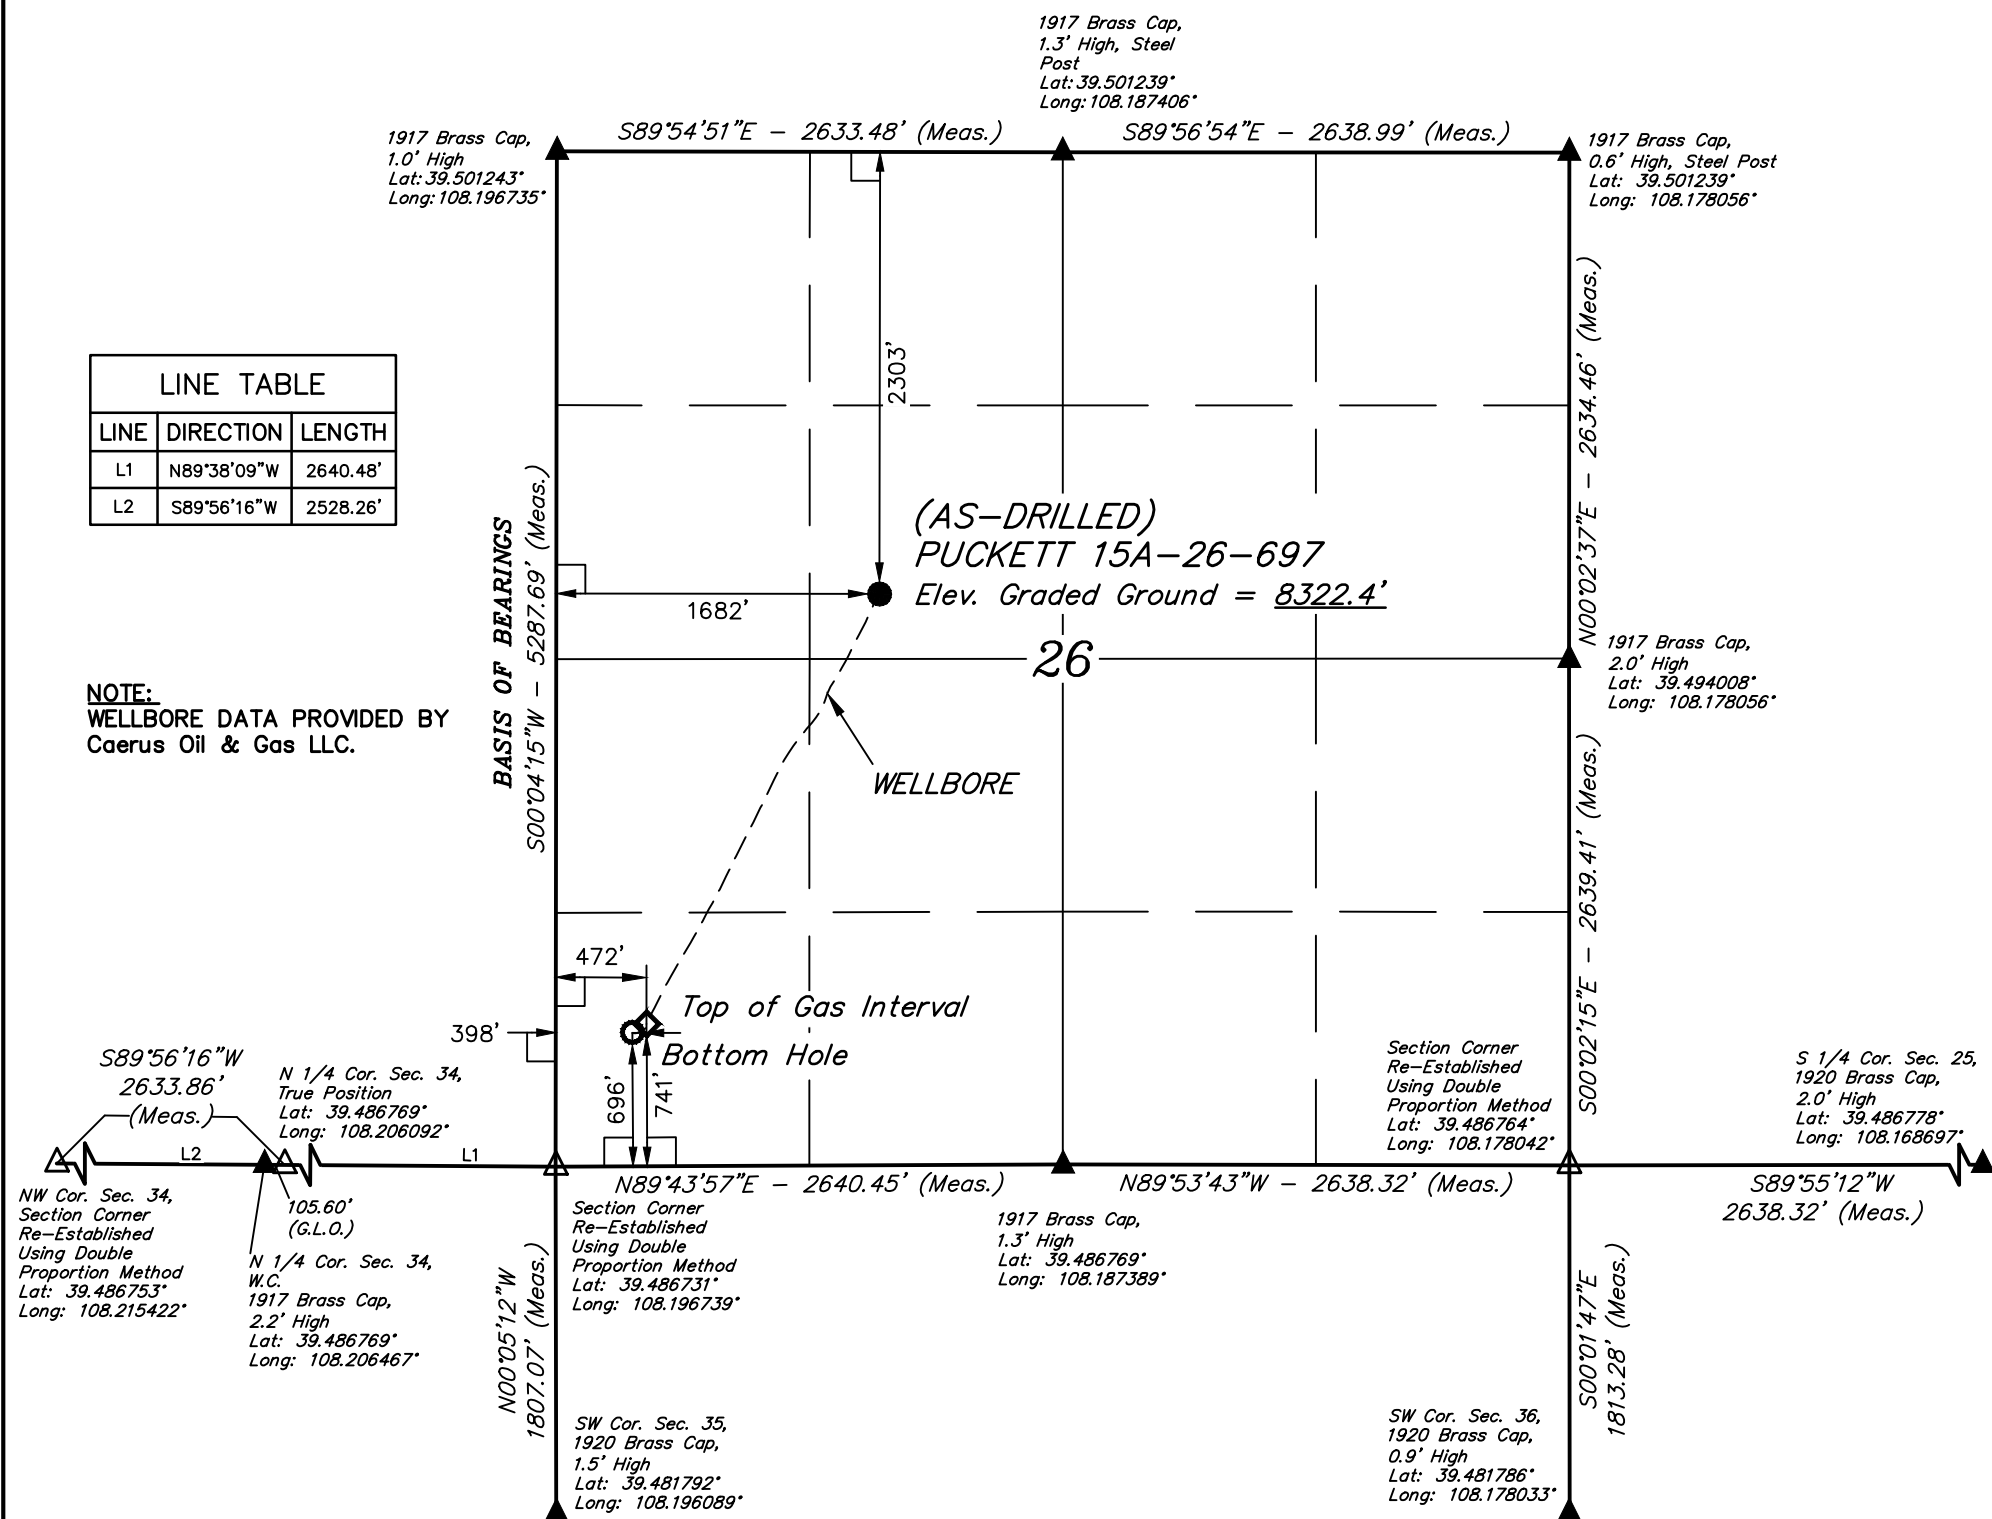 1917 Brass Cap,
1.3' High, Steel
Post
Lat: 39.501239°
Long: 108.187406°
1917 Brass Cap,
1.0' High
Lat: 39.501243°
Long: 108.196735°
S89°54'51"E - 2633.48' (Meas.)
S89°56'54"E - 2638.99' (Meas.)
1917 Brass Cap,
0.6' High, Steel Post
Lat: 39.501239°
Long: 108.178056°
2303'
N00°02'37"E - 2634.46' (Meas.)
LINE TABLE
LINE DIRECTION LENGTH
L1 N89°38'09"W 2640.48'
L2 S89°56'16"W 2528.26'
BASIS OF BEARINGS
S00°04'15"W - 5287.69' (Meas.)
(AS-DRILLED)
PUCKETT 15A-26-697
Elev. Graded Ground = 8322.4'
1682'
26
1917 Brass Cap,
2.0' High
Lat: 39.494008°
Long: 108.178056°
NOTE:
WELLBORE DATA PROVIDED BY
Caerus Oil & Gas LLC.
WELLBORE
S00°02'15"E - 2639.41' (Meas.)
472'
Top of Gas Interval
398'
Bottom Hole
696'
741'
S89°56'16"W
2633.86'
(Meas.)
N 1/4 Cor. Sec. 34,
True Position
Lat: 39.486769°
Long: 108.206092°
Section Corner
Re-Established
Using Double
Proportion Method
Lat: 39.486764°
Long: 108.178042°
S 1/4 Cor. Sec. 25,
1920 Brass Cap,
2.0' High
Lat: 39.486778°
Long: 108.168697°
L2
L1
N89°43'57"E - 2640.45' (Meas.)
N89°53'43"W - 2638.32' (Meas.)
S89°55'12"W
2638.32' (Meas.)
NW Cor. Sec. 34,
Section Corner
Re-Established
Using Double
Proportion Method
Lat: 39.486753°
Long: 108.215422°
105.60'
(G.L.O.)
N 1/4 Cor. Sec. 34,
W.C.
1917 Brass Cap,
2.2' High
Lat: 39.486769°
Long: 108.206467°
Section Corner
Re-Established
Using Double
Proportion Method
Lat: 39.486731°
Long: 108.196739°
1917 Brass Cap,
1.3' High
Lat: 39.486769°
Long: 108.187389°
N00°05'12"W
1807.07' (Meas.)
S00°01'47"E
1813.28' (Meas.)
SW Cor. Sec. 35,
1920 Brass Cap,
1.5' High
Lat: 39.481792°
Long: 108.196089°
SW Cor. Sec. 36,
1920 Brass Cap,
0.9' High
Lat: 39.481786°
Long: 108.178033°